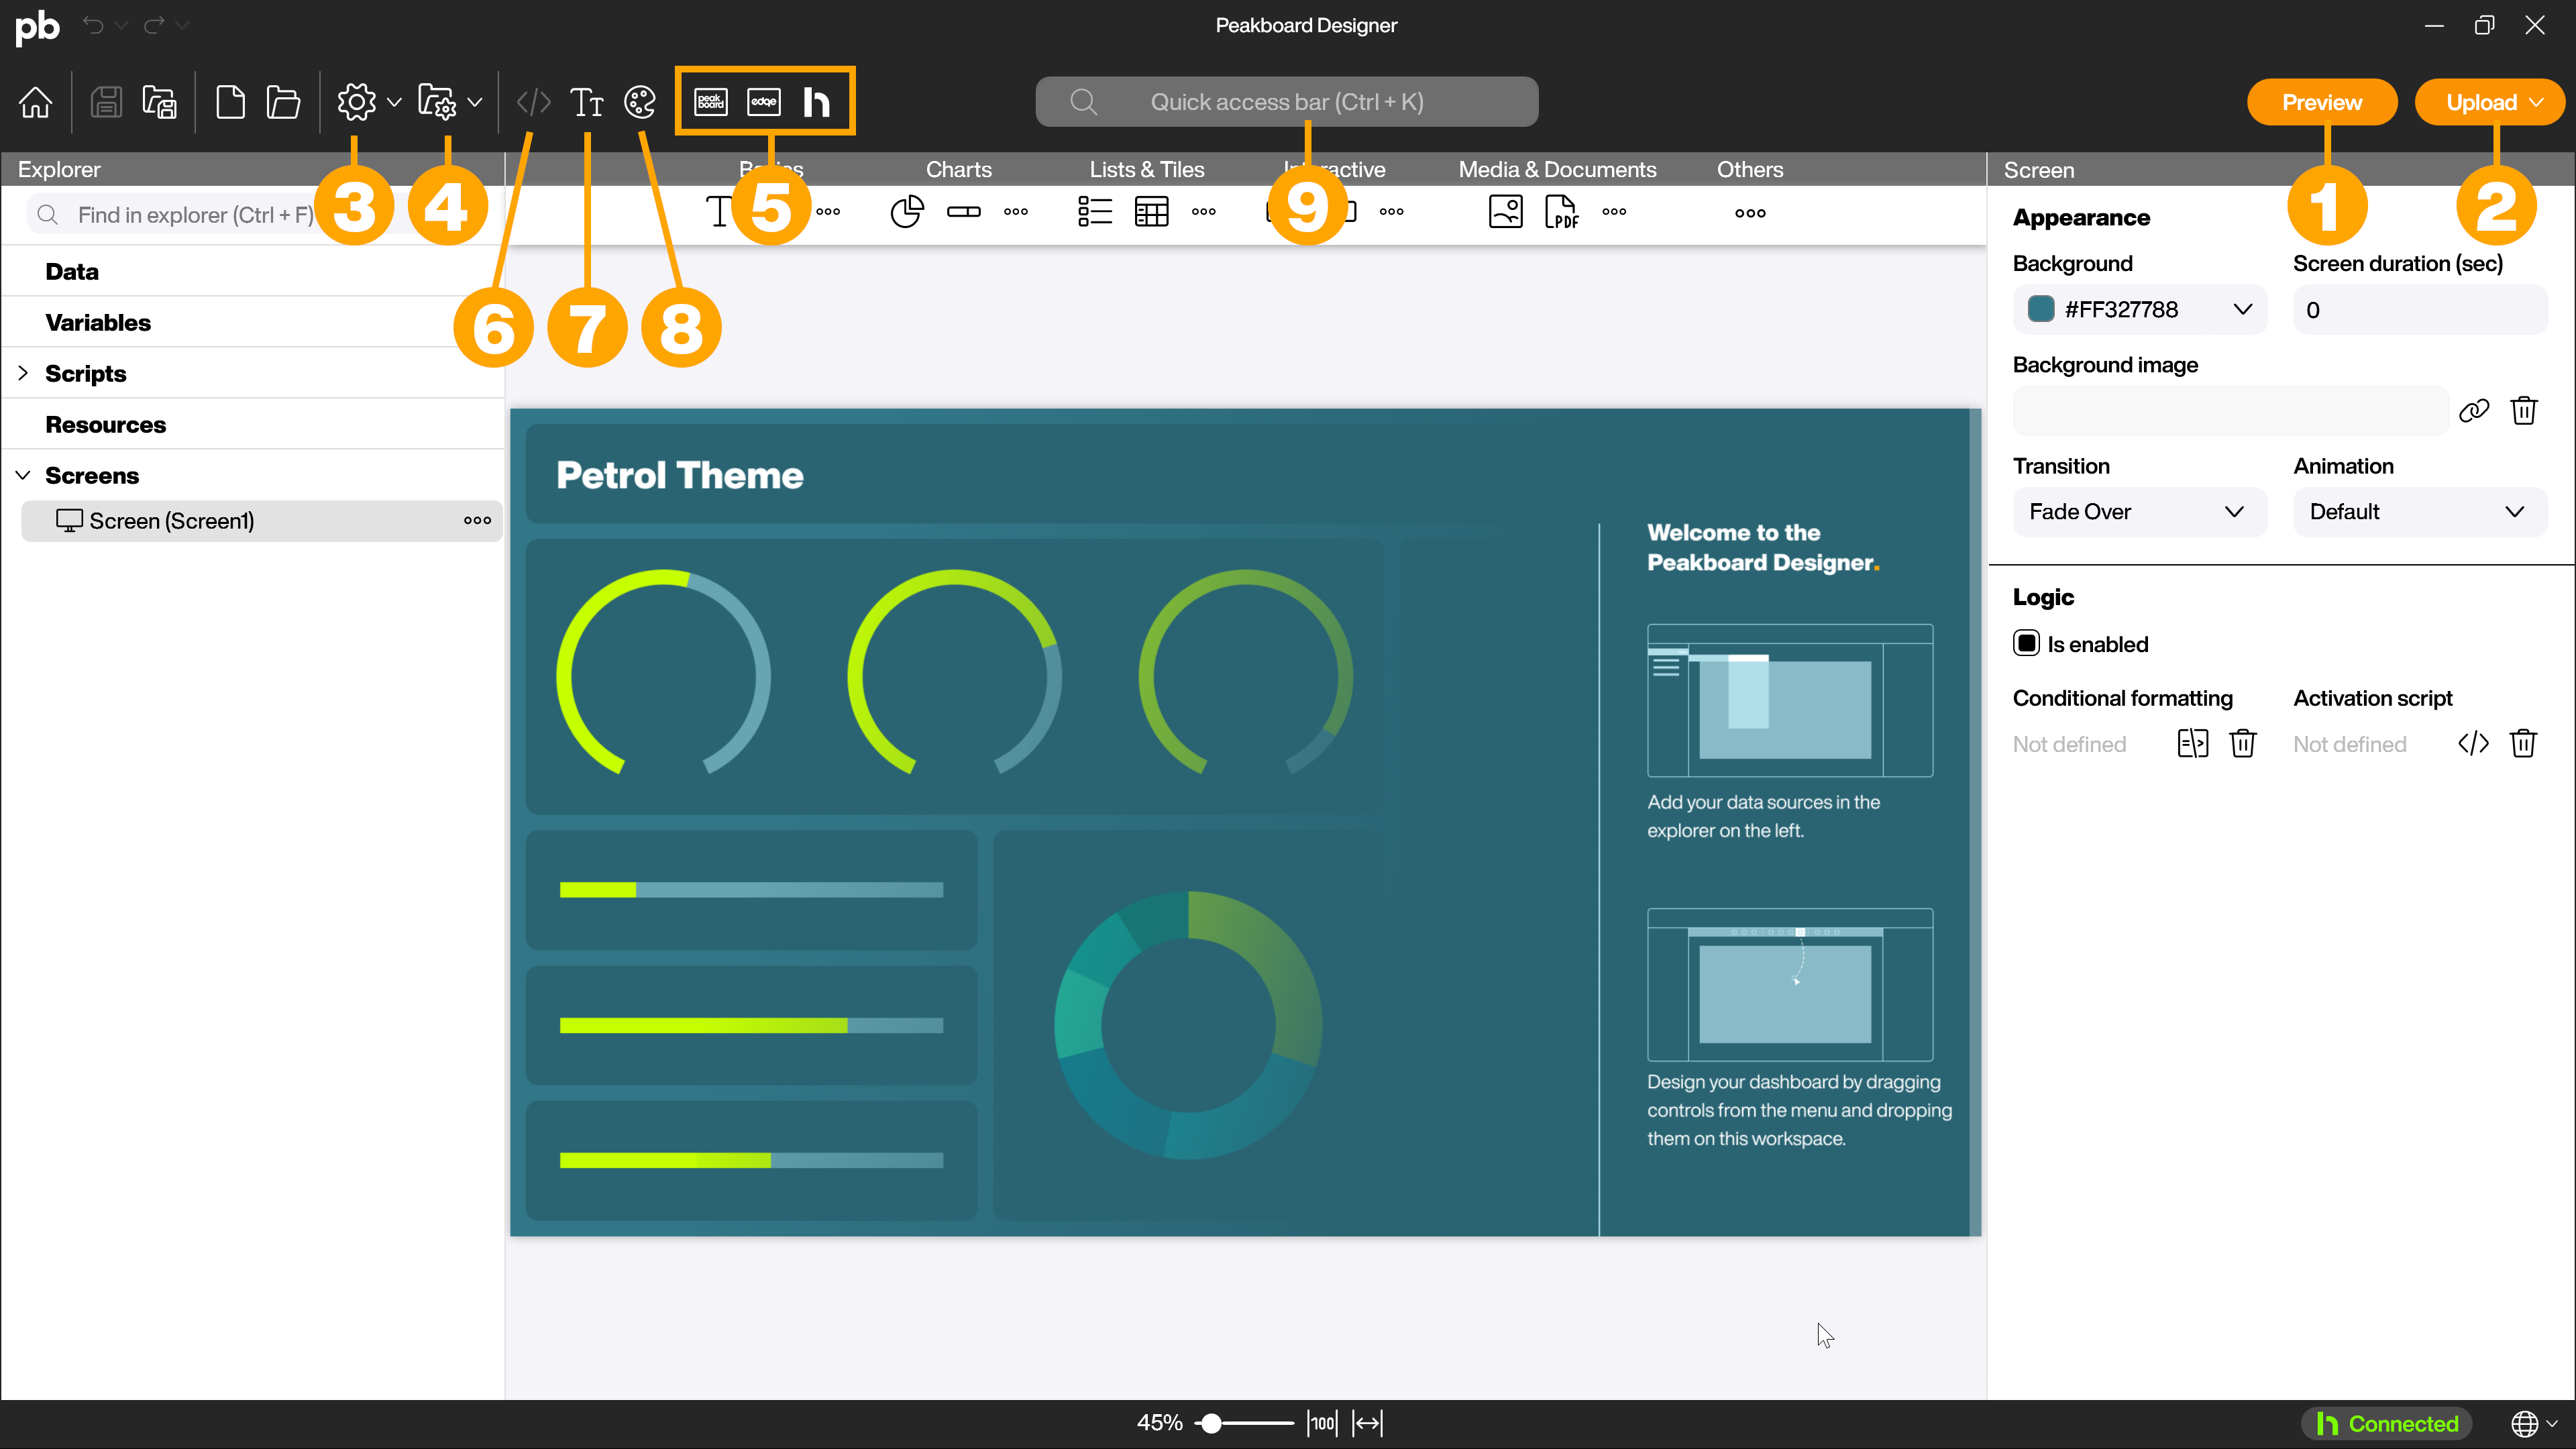 pb
Peakboard Designer
peak board
edge
h
Quick access bar (Ctrl + K)
Preview
Upload
Explorer
Charts
Lists & Tiles
Media & Documents
Others
Screen
Find in explorer (Ctrl + F)
3
4
5
9
1
2
PDF
Appearance
Data
Background
Screen duration (sec)
Variables
#FF327788
0
6
7
8
Scripts
Background image
Resources
Transition
Animation
Screens
Fade Over
Default
Screen (Screen1)
Petrol Theme
Welcome to the
Peakboard Designer.
Logic
Is enabled
Conditional formatting
Activation script
Not defined
Not defined
Add your data sources in the
explorer on the left.
Design your dashboard by dragging
controls from the menu and dropping
them on this workspace.
45%
100
h Connected